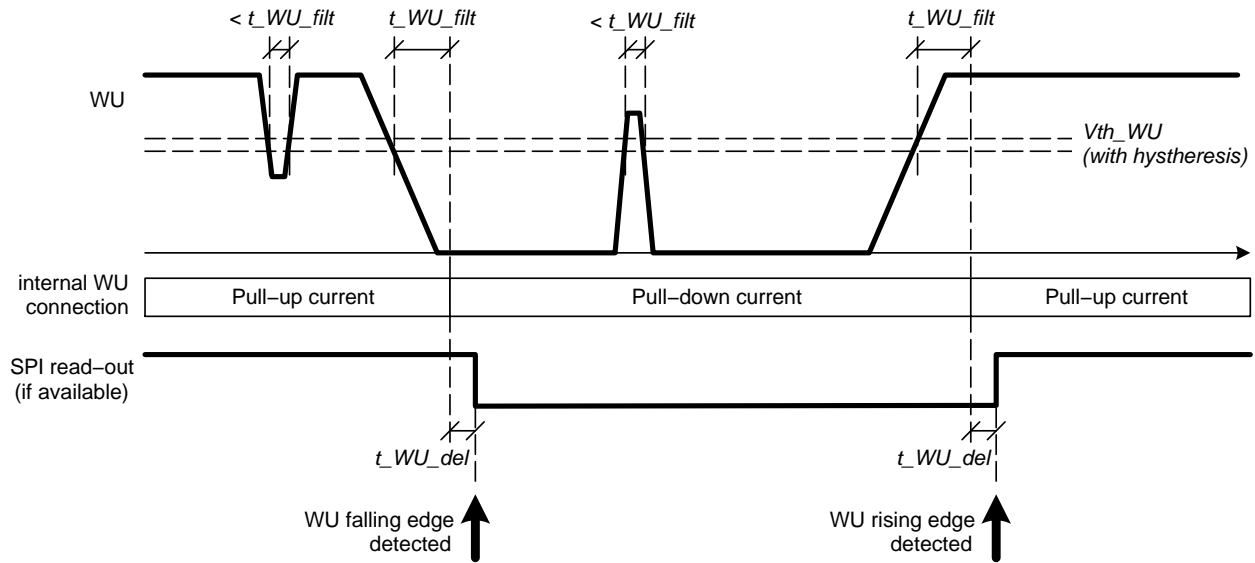 < t_WU_filt
t_WU_filt
< t_WU_filt
t_WU_filt
WU
Vth_WU
(with hystheresis)
internal WU
connection
Pull−up current
Pull−down current
Pull−up current
SPI read−out
(if available)
t_WU_del
t_WU_del
WU falling edge
detected
WU rising edge
detected